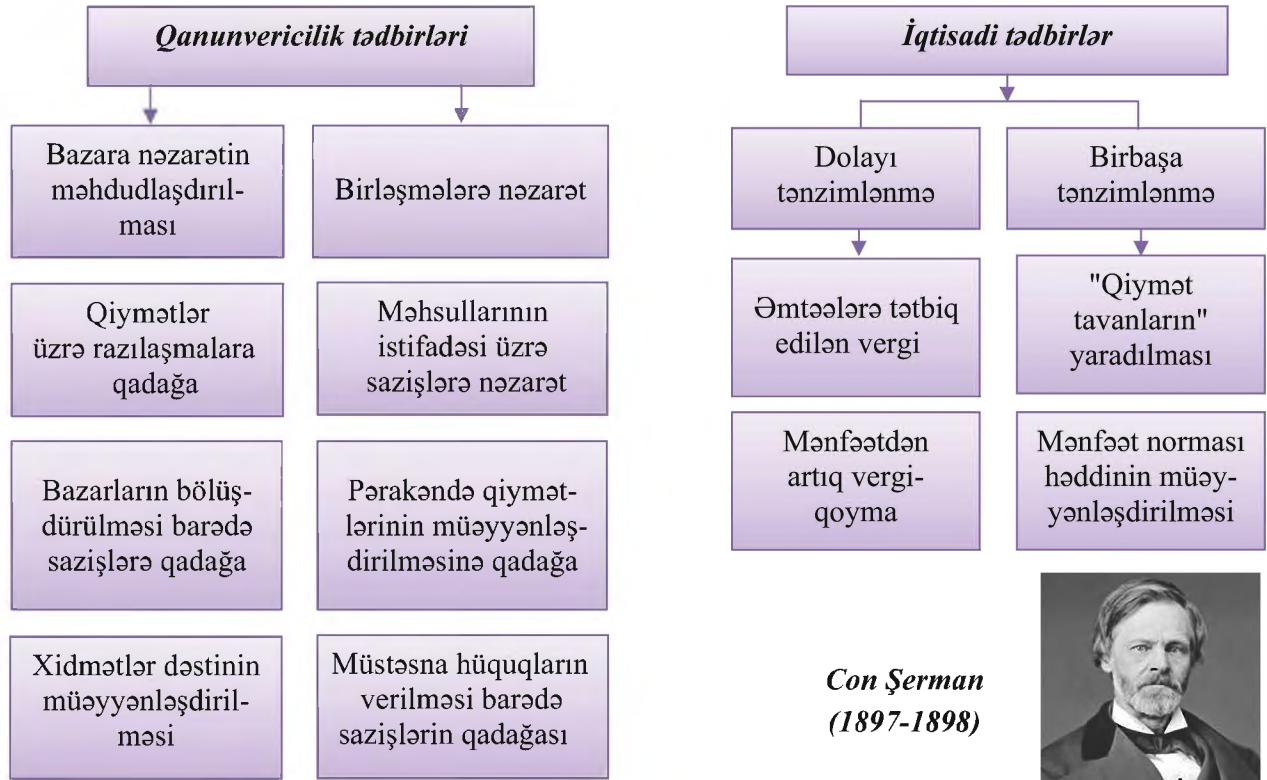 Qanunvericilik tədbirləri
Bazara nəzarətin
məhdudlaşdırıl-
ması
Birləşmələrə nəzarət
Qiymətlər
üzrə razılaşmalara
qadağa
Məhsullarının
istifadəsi üzrə
sazişlərə nəzarət
Bazarların bölüş-
dürülməsi barədə
sazişlərə qadağa
Pərakəndə qiymət-
lərinin müəyyənləş-
dirilməsinə qadağa
Xidmətlər dəstinin
müəyyənləşdiril-
məsi
Müstəsna hüquqların
verilməsi barədə
sazişlərin qadağası
İqtisadi tədbirlər
Dolayı
tənzimlənmə
Birbaşa
tənzimlənmə
Əmtəələrə tətbiq
edilən vergi
"Qiymət
tavanların"
yaradılması
Mənfəətdən
artıq vergi-
qoyma
Mənfəət norması
həddinin müəy-
yənləşdirilməsi
Con Şerman
(1897-1898)